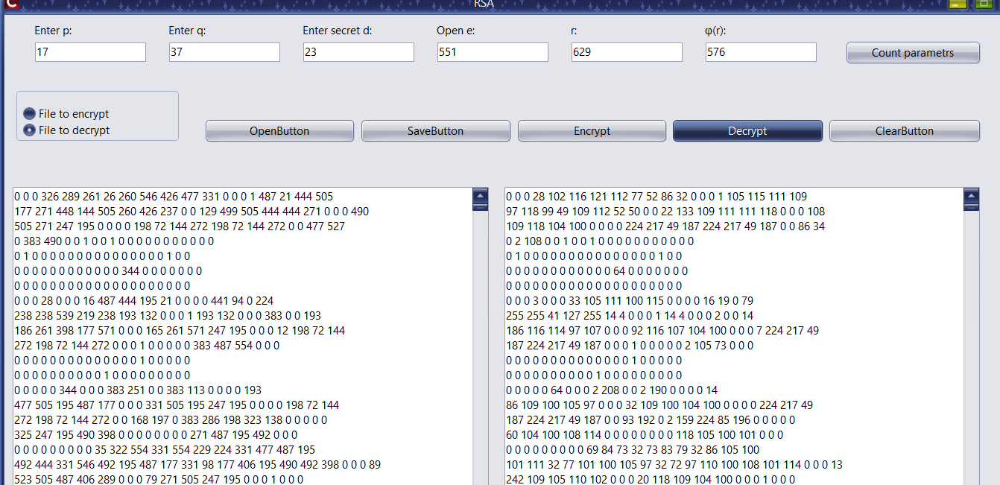 RSA
Enter p: Enter q: Enter secret d: Open e: r: φ(r):
17 37 23 551 629 576 Count parametrs
File to encrypt
File to decrypt
OpenButton SaveButton Encrypt Decrypt ClearButton
0 0 0 326 289 261 26 260 546 426 477 331 0 0 0 1 487 21 444 505
177 271 448 144 505 260 426 237 0 0 129 499 505 444 444 271 0 0 0 490
505 271 247 195 0 0 0 0 198 72 144 272 198 72 144 272 0 0 477 527
0 383 490 0 0 1 0 0 1 0 0 0 0 0 0 0 0 0 0 0
0 1 0 0 0 0 0 0 0 0 0 0 0 0 0 0 0 1 0 0
0 0 0 0 0 0 0 0 0 0 0 0 344 0 0 0 0 0 0 0
0 0 0 0 0 0 0 0 0 0 0 0 0 0 0 0 0 0 0 0
0 0 0 28 0 0 0 16 487 444 195 21 0 0 0 0 441 94 0 224
238 238 539 219 238 193 132 0 0 0 1 193 132 0 0 0 383 0 0 193
186 261 398 177 571 0 0 0 165 261 571 247 195 0 0 0 12 198 72 144
272 198 72 144 272 0 0 0 1 0 0 0 0 0 383 487 554 0 0 0
0 0 0 0 0 0 0 0 0 0 0 0 0 0 1 0 0 0 0 0
0 0 0 0 0 0 0 0 0 0 1 0 0 0 0 0 0 0 0 0
0 0 0 0 0 344 0 0 0 383 251 0 0 383 113 0 0 0 0 193
477 505 195 487 177 0 0 0 331 505 195 247 195 0 0 0 0 198 72 144
272 198 72 144 272 0 0 168 197 0 383 286 198 323 138 0 0 0 0 0
325 247 195 490 398 0 0 0 0 0 0 0 0 271 487 195 492 0 0 0
0 0 0 0 0 0 0 0 0 35 322 554 331 554 229 224 331 477 487 195
492 444 331 546 492 195 487 177 331 98 177 406 195 490 492 398 0 0 0 89
523 505 487 406 289 0 0 0 79 271 505 247 195 0 0 0 1 0 0 0
0 0 0 28 102 116 121 112 77 52 86 32 0 0 0 1 105 115 111 109
97 118 99 49 109 112 52 50 0 0 22 133 109 111 111 118 0 0 0 108
109 118 104 100 0 0 0 0 224 217 49 187 224 217 49 187 0 0 86 34
0 2 108 0 0 1 0 0 1 0 0 0 0 0 0 0 0 0 0 0
0 1 0 0 0 0 0 0 0 0 0 0 0 0 0 0 0 1 0 0
0 0 0 0 0 0 0 0 0 0 0 0 64 0 0 0 0 0 0 0
0 0 0 0 0 0 0 0 0 0 0 0 0 0 0 0 0 0 0 0
0 0 0 3 0 0 0 33 105 111 100 115 0 0 0 0 16 19 0 79
255 255 41 127 255 14 4 0 0 0 1 14 4 0 0 0 2 0 0 14
186 116 114 97 107 0 0 0 92 116 107 104 100 0 0 0 7 224 217 49
187 224 217 49 187 0 0 0 1 0 0 0 0 0 2 105 73 0 0 0
0 0 0 0 0 0 0 0 0 0 0 0 0 0 1 0 0 0 0 0
0 0 0 0 0 0 0 0 0 0 1 0 0 0 0 0 0 0 0 0
0 0 0 0 0 64 0 0 0 2 208 0 0 2 190 0 0 0 0 14
86 109 100 105 97 0 0 0 32 109 100 104 100 0 0 0 0 224 217 49
187 224 217 49 187 0 0 93 192 0 2 159 224 85 196 0 0 0 0 0
60 104 100 108 114 0 0 0 0 0 0 0 0 118 105 100 101 0 0 0
0 0 0 0 0 0 0 0 0 69 84 73 32 73 83 79 32 86 105 100
101 111 32 77 101 100 105 97 32 72 97 110 100 108 101 114 0 0 0 13
242 109 105 110 102 0 0 0 20 118 109 104 100 0 0 0 1 0 0 0